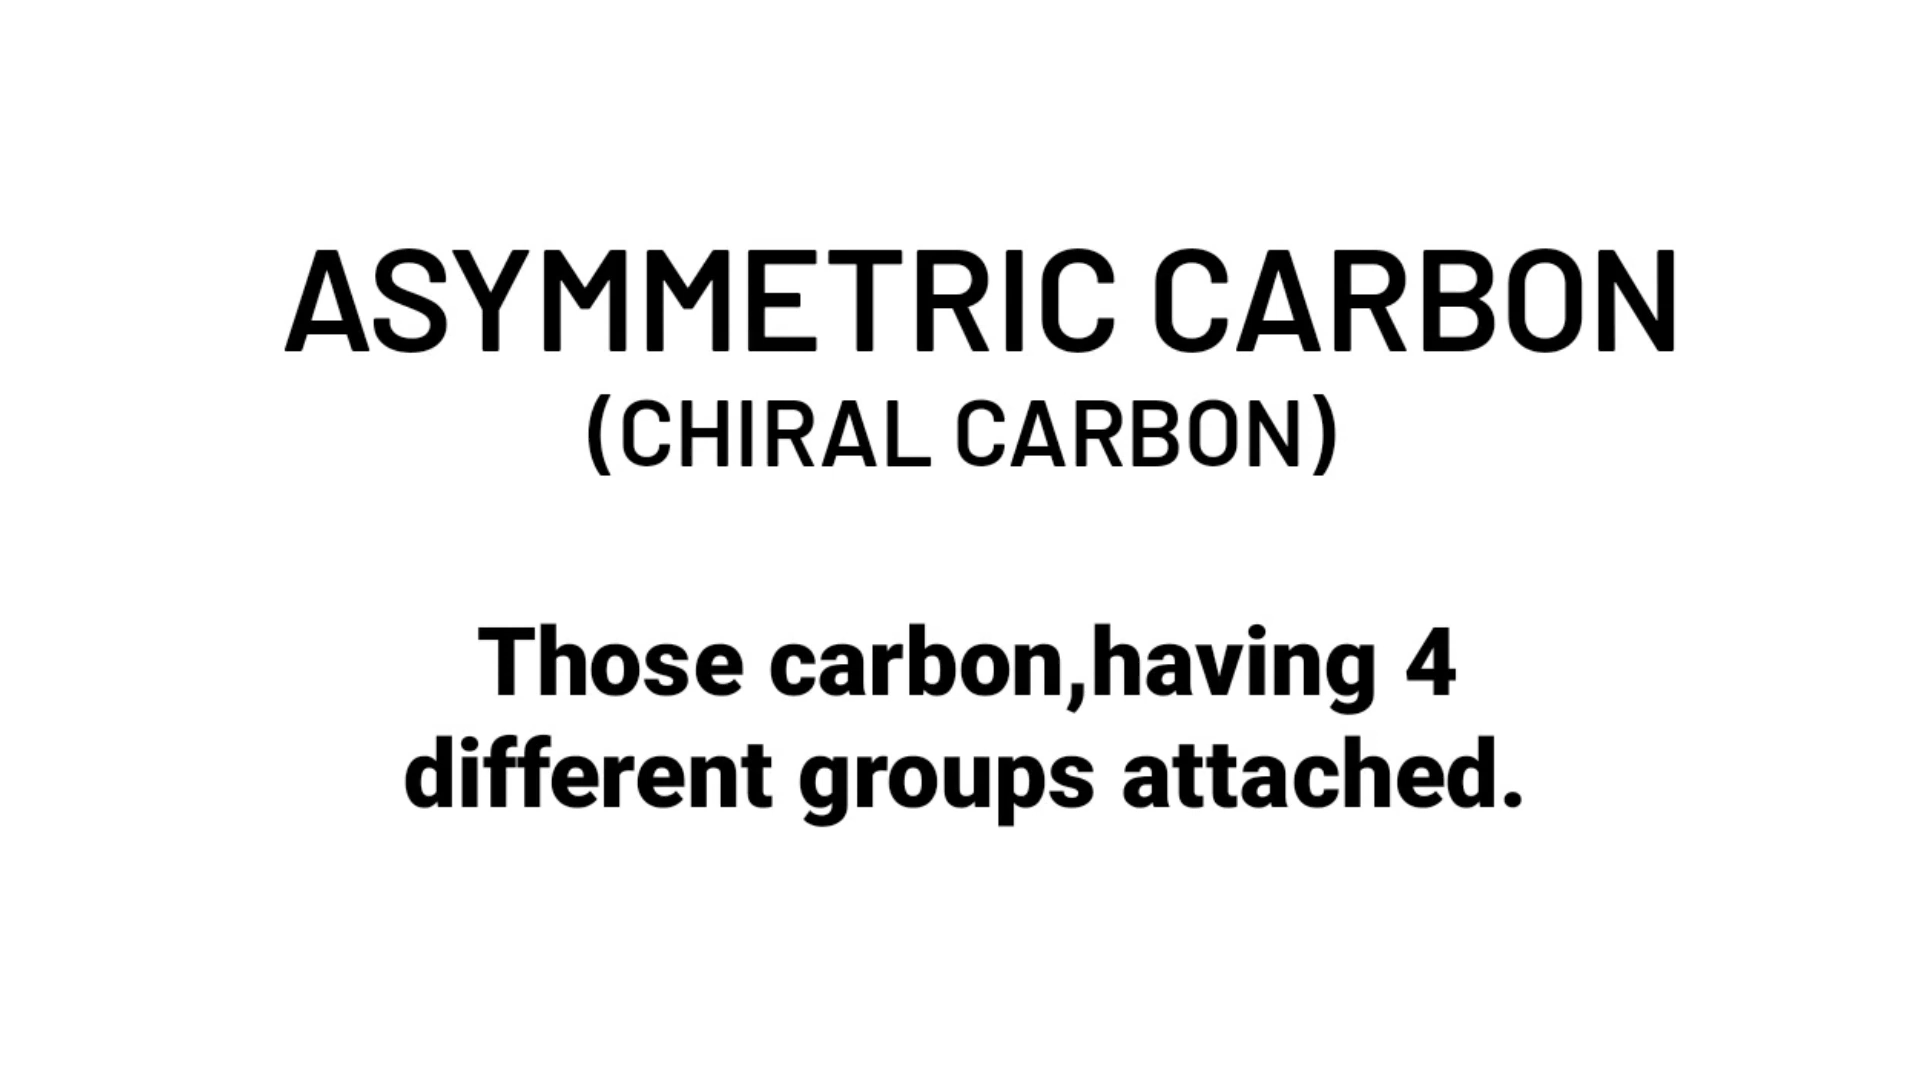 ASYMMETRIC CARBON
(CHIRAL CARBON)
Those carbon,having 4
different groups attached.